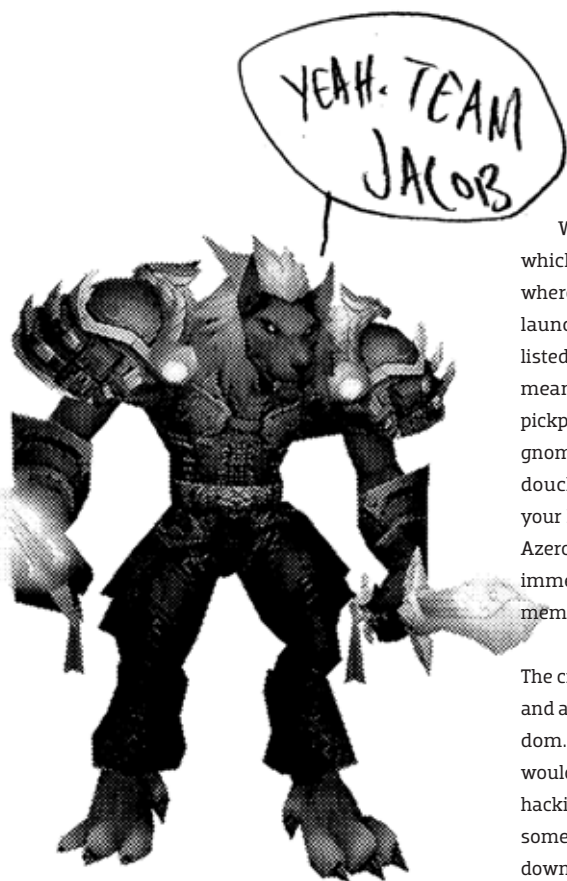 YEAH. TEAM
JACOB
W
which
where
launc
listed
mean
pickp
gnom
douch
your
Azero
imme
mem
The c
and a
dom.
would
hacki
some
down